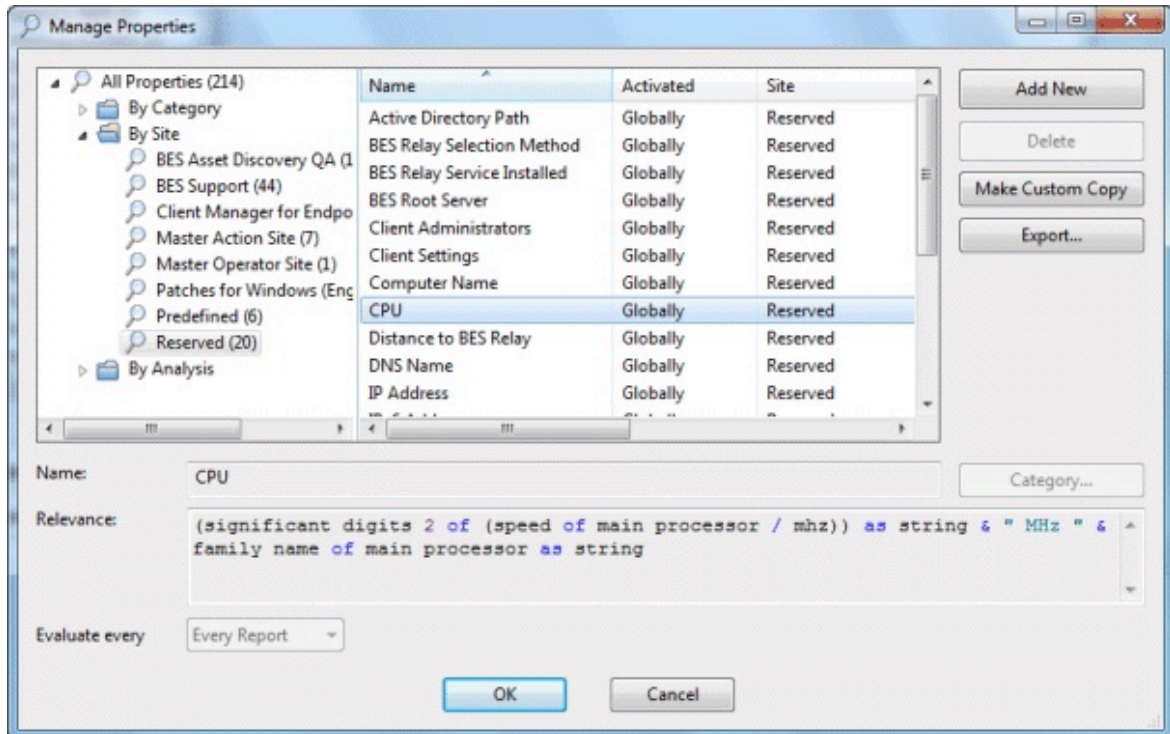 Manage Properties
All Properties (214)
By Category
By Site
BES Asset Discovery QA (1
BES Support (44)
Client Manager for Endpo
Master Action Site (7)
Master Operator Site (1)
Patches for Windows (Eng
Predefined (6)
Reserved (20)
By Analysis
Name Activated Site
Active Directory Path Globally Reserved
BES Relay Selection Method Globally Reserved
BES Relay Service Installed Globally Reserved
BES Root Server Globally Reserved
Client Administrators Globally Reserved
Client Settings Globally Reserved
Computer Name Globally Reserved
CPU Globally Reserved
Distance to BES Relay Globally Reserved
DNS Name Globally Reserved
IP Address Globally Reserved
Add New
Delete
Make Custom Copy
Export...
Name: CPU
Category...
Relevance: (significant digits 2 of (speed of main processor / mhz)) as string & " MHz " &
family name of main processor as string
Evaluate every Every Report
OK Cancel